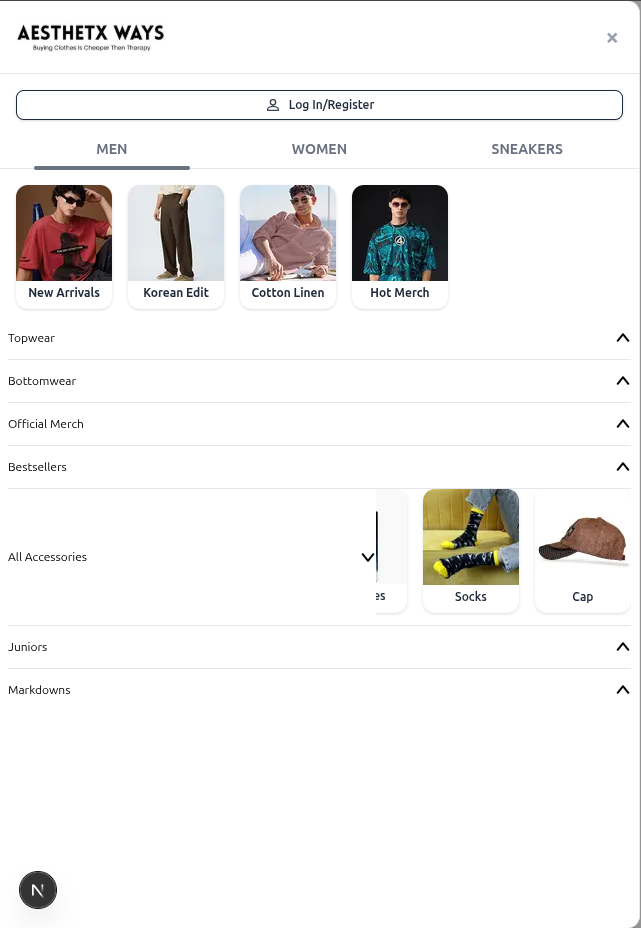 AESTHETX WAYS
Buying Clothes Is Cheaper Then Therapy
Log In/Register
MEN
WOMEN
SNEAKERS
New Arrivals
Korean Edit
Cotton Linen
Hot Merch
Topwear
Bottomwear
Official Merch
Bestsellers
All Accessories
es
Socks
Cap
Juniors
Markdowns
N